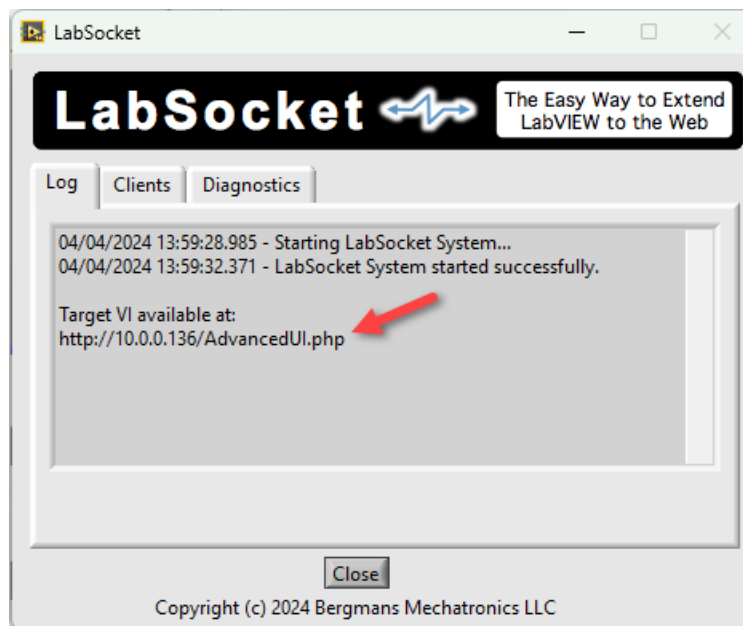 LabSocket
LabSocket
The Easy Way to Extend
LabVIEW to the Web
Log
Clients
Diagnostics
04/04/2024 13:59:28.985 - Starting LabSocket System...
04/04/2024 13:59:32.371 - LabSocket System started successfully.
Target VI available at:
http://10.0.0.136/AdvancedUI.php
Close
Copyright (c) 2024 Bergmans Mechatronics LLC